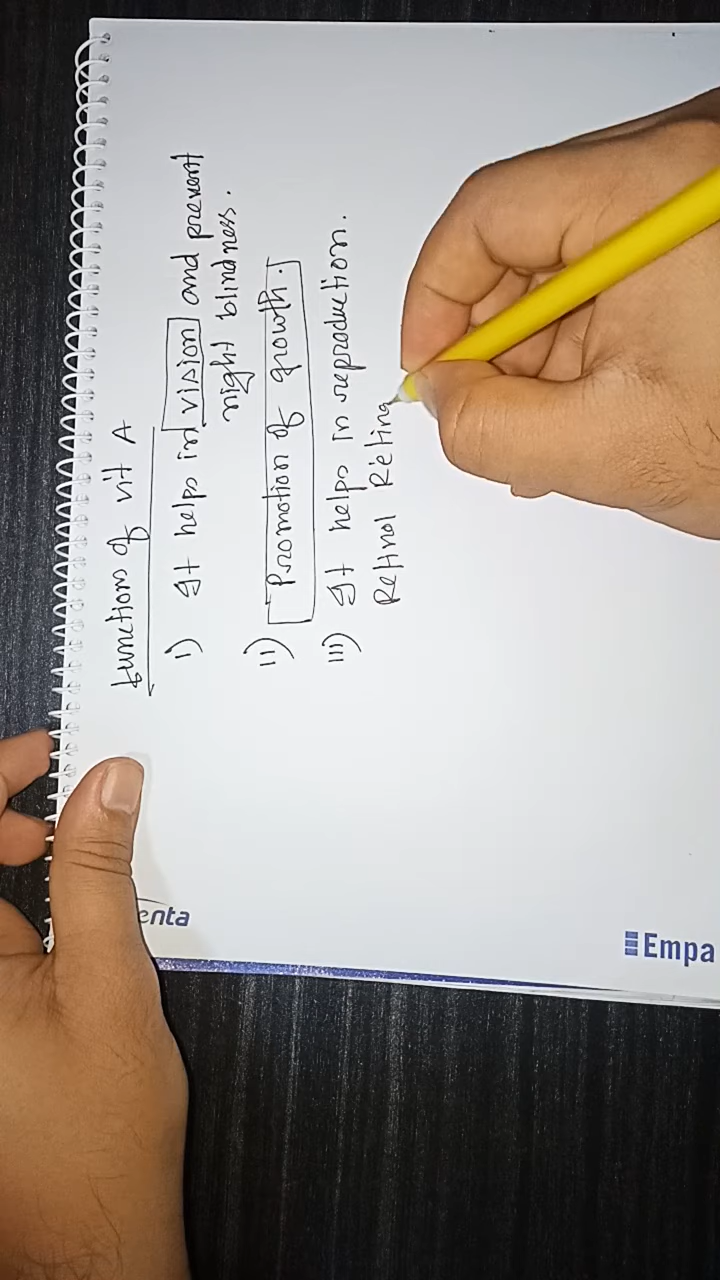 functions of vit A
i) It helps in vision and prevent
night blindness.
ii) Promotion of growth.
iii) It helps in reproduction.
Retinal Retina
enta
Empa